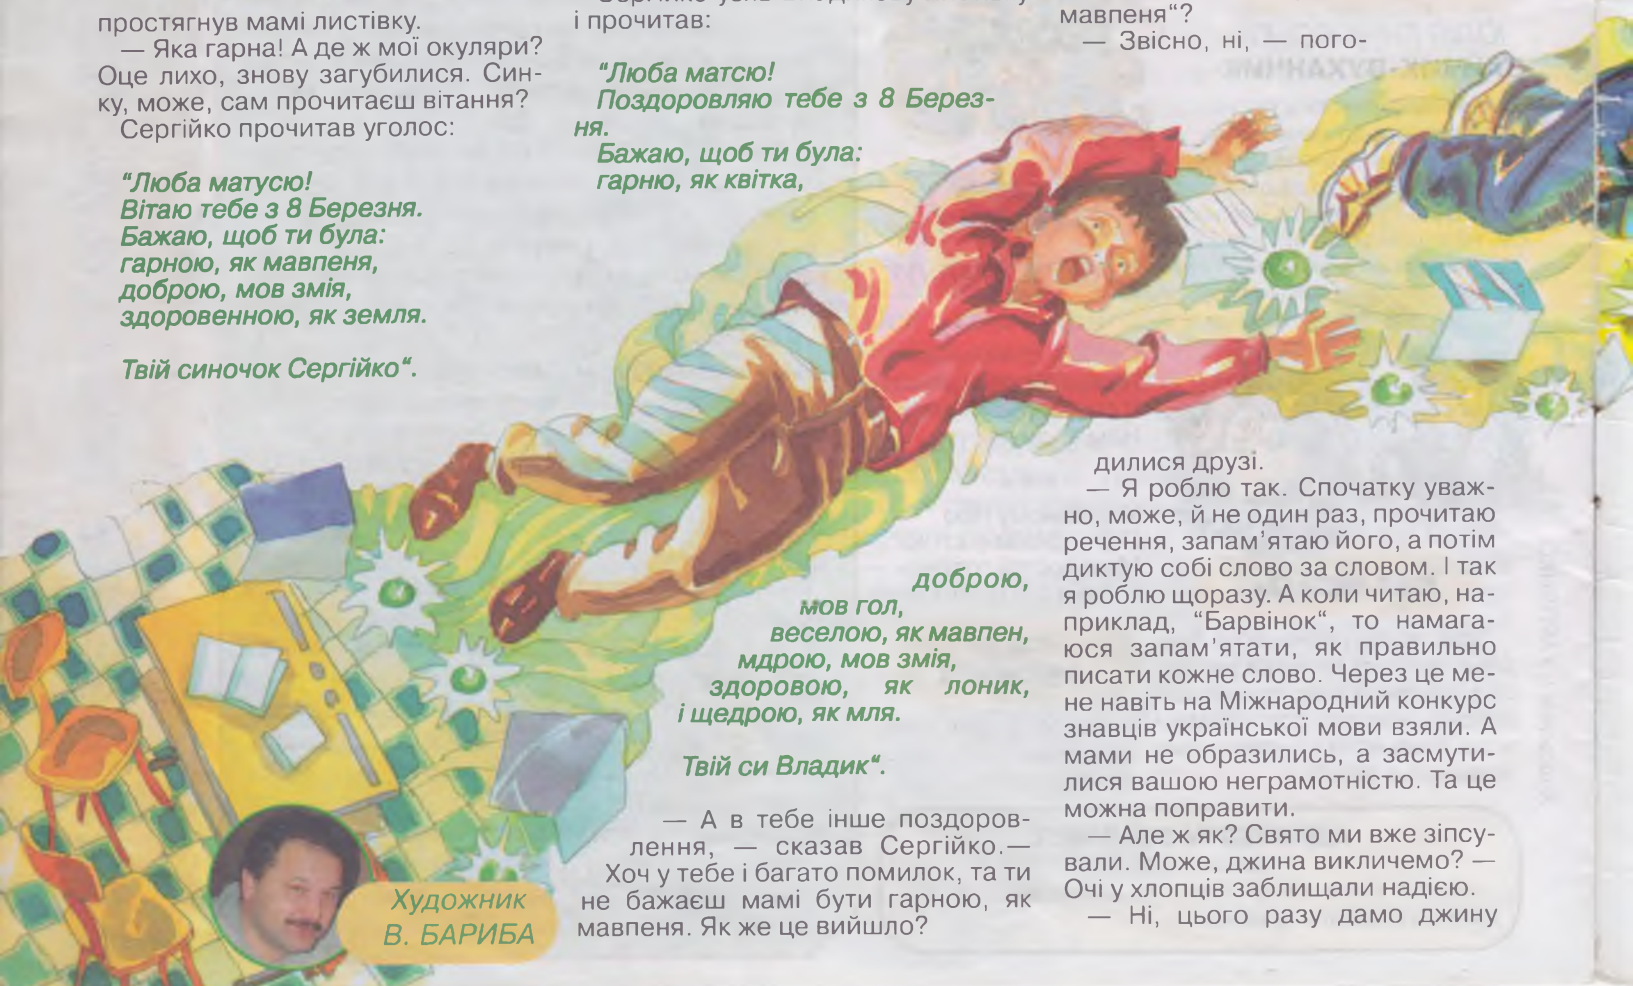 простягнув мамі листівку.
— Яка гарна! А де ж мої окуляри?
Оце лихо, знову загубилися. Син-
ку, може, сам прочитаєш вітання?
Сергійко прочитав уголос:
"Люба матусю!
Вітаю тебе з 8 Березня.
Бажаю, щоб ти була:
гарною, як мавпеня,
доброю, мов змія,
здоровенною, як земля.
Твій синочок Сергійко“.
Художник
В. БАРИБА
і прочитав:
"Люба матсю!
Поздоровляю тебе з 8 Берез-
ня.
Бажаю, щоб ти була:
гарню, як квітка,
доброю,
мов гол,
веселою, як мавпен,
мдрою, мов змія,
здоровою, як лоник,
і щедрою, як мля.
Твій си Владик“.
— А в тебе інше поздоров-
лення, — сказав Сергійко.—
Хоч у тебе і багато помилок, та ти
не бажаєш мамі бути гарною, як
мавпеня. Як же це вийшло?
мавпеня“?
— Звісно, ні, — пого-
дилися друзі.
— Я роблю так. Спочатку уваж-
но, може, й не один раз, прочитаю
речення, запам'ятаю його, а потім
диктую собі слово за словом. І так
я роблю щоразу. А коли читаю, на-
приклад, "Барвінок“, то намага-
юся запам'ятати, як правильно
писати кожне слово. Через це ме-
не навіть на Міжнародний конкурс
знавців української мови взяли. А
мами не образились, а засмути-
лися вашою неграмотністю. Та це
можна поправити.
— Але ж як? Свято ми вже зіпсу-
вали. Може, джина викличемо? —
Очі у хлопців заблищали надією.
— Ні, цього разу дамо джину